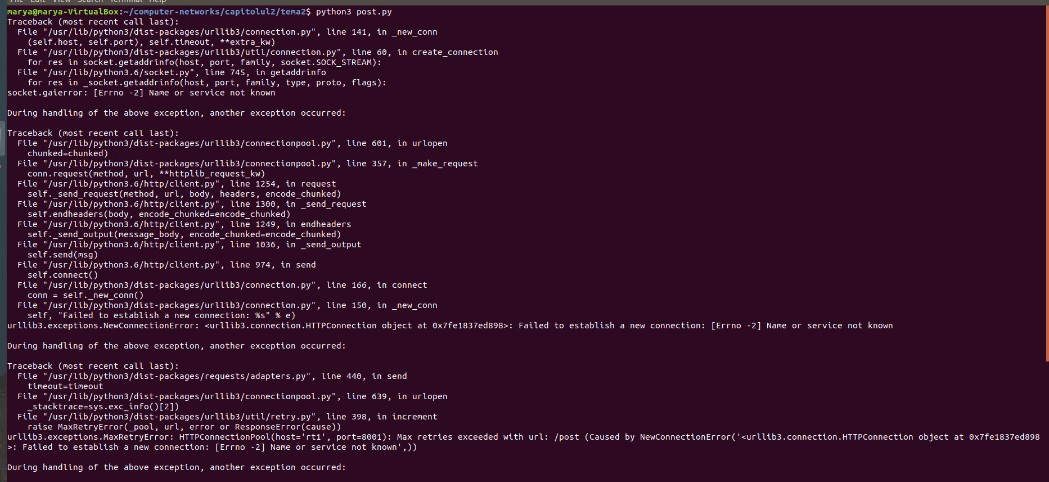 File Edit View Search Terminal Help
marya@marya-VirtualBox:~/computer-networks/capitolul2/tema2$ python3 post.py
Traceback (most recent call last):
  File "/usr/lib/python3/dist-packages/urllib3/connection.py", line 141, in _new_conn
    (self.host, self.port), self.timeout, **extra_kw)
  File "/usr/lib/python3/dist-packages/urllib3/util/connection.py", line 60, in create_connection
    for res in socket.getaddrinfo(host, port, family, socket.SOCK_STREAM):
  File "/usr/lib/python3.6/socket.py", line 745, in getaddrinfo
    for res in _socket.getaddrinfo(host, port, family, type, proto, flags):
socket.gaierror: [Errno -2] Name or service not known

During handling of the above exception, another exception occurred:

Traceback (most recent call last):
  File "/usr/lib/python3/dist-packages/urllib3/connectionpool.py", line 601, in urlopen
    chunked=chunked)
  File "/usr/lib/python3/dist-packages/urllib3/connectionpool.py", line 357, in _make_request
    conn.request(method, url, **httplib_request_kw)
  File "/usr/lib/python3.6/http/client.py", line 1254, in request
    self._send_request(method, url, body, headers, encode_chunked)
  File "/usr/lib/python3.6/http/client.py", line 1300, in _send_request
    self.endheaders(body, encode_chunked=encode_chunked)
  File "/usr/lib/python3.6/http/client.py", line 1249, in endheaders
    self._send_output(message_body, encode_chunked=encode_chunked)
  File "/usr/lib/python3.6/http/client.py", line 1036, in _send_output
    self.send(msg)
  File "/usr/lib/python3.6/http/client.py", line 974, in send
    self.connect()
  File "/usr/lib/python3/dist-packages/urllib3/connection.py", line 166, in connect
    conn = self._new_conn()
  File "/usr/lib/python3/dist-packages/urllib3/connection.py", line 150, in _new_conn
    self, "Failed to establish a new connection: %s" % e)
urllib3.exceptions.NewConnectionError: <urllib3.connection.HTTPConnection object at 0x7fe1837ed898>: Failed to establish a new connection: [Errno -2] Name or service not known

During handling of the above exception, another exception occurred:

Traceback (most recent call last):
  File "/usr/lib/python3/dist-packages/requests/adapters.py", line 440, in send
    timeout=timeout
  File "/usr/lib/python3/dist-packages/urllib3/connectionpool.py", line 639, in urlopen
    _stacktrace=sys.exc_info()[2])
  File "/usr/lib/python3/dist-packages/urllib3/util/retry.py", line 398, in increment
    raise MaxRetryError(_pool, url, error or ResponseError(cause))
urllib3.exceptions.MaxRetryError: HTTPConnectionPool(host='rt1', port=8001): Max retries exceeded with url: /post (Caused by NewConnectionError('<urllib3.connection.HTTPConnection object at 0x7fe1837ed898
>: Failed to establish a new connection: [Errno -2] Name or service not known',))

During handling of the above exception, another exception occurred: